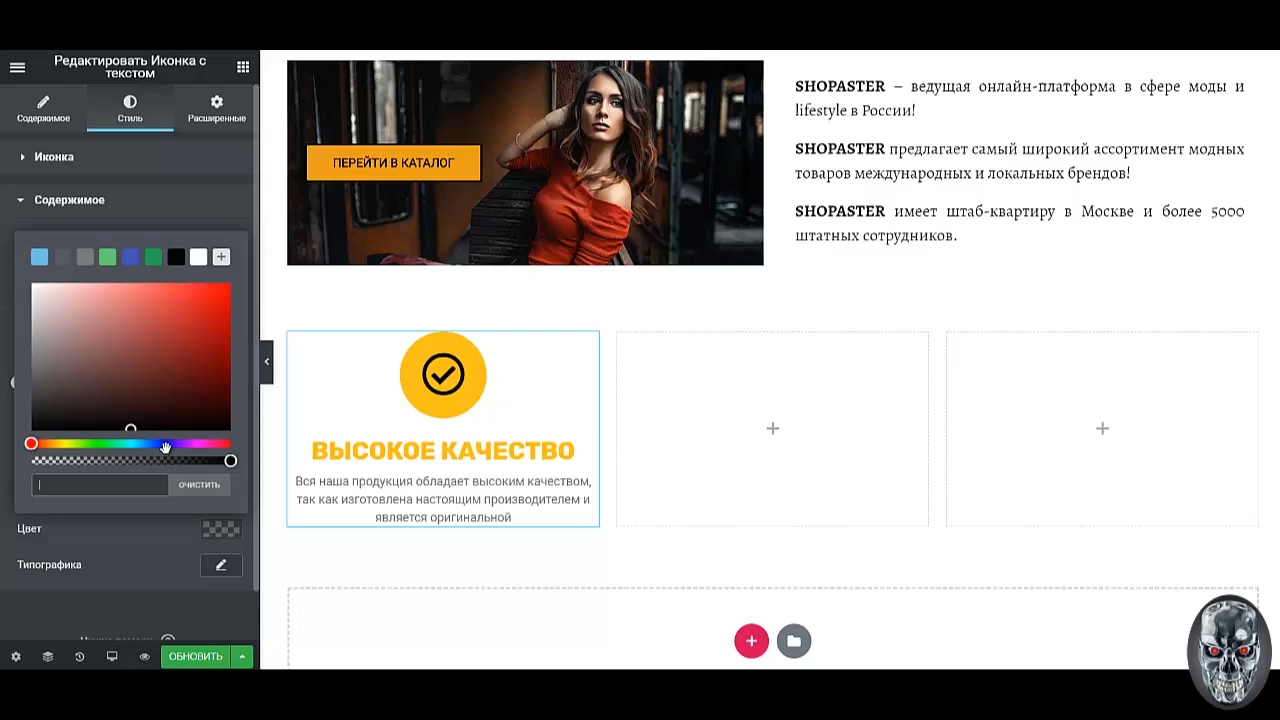 Редактировать Иконка с
текстом
Содержимое
Стиль
Расширенные
Иконка
Содержимое
ОЧИСТИТЬ
Цвет
Типографика
ОБНОВИТЬ
ПЕРЕЙТИ В КАТАЛОГ
SHOPASTER – ведущая онлайн-платформа в сфере моды и
lifestyle в России!
SHOPASTER предлагает самый широкий ассортимент модных
товаров международных и локальных брендов!
SHOPASTER имеет штаб-квартиру в Москве и более 5000
штатных сотрудников.
ВЫСОКОЕ КАЧЕСТВО
Вся наша продукция обладает высоким качеством,
так как изготовлена настоящим производителем и
является оригинальной